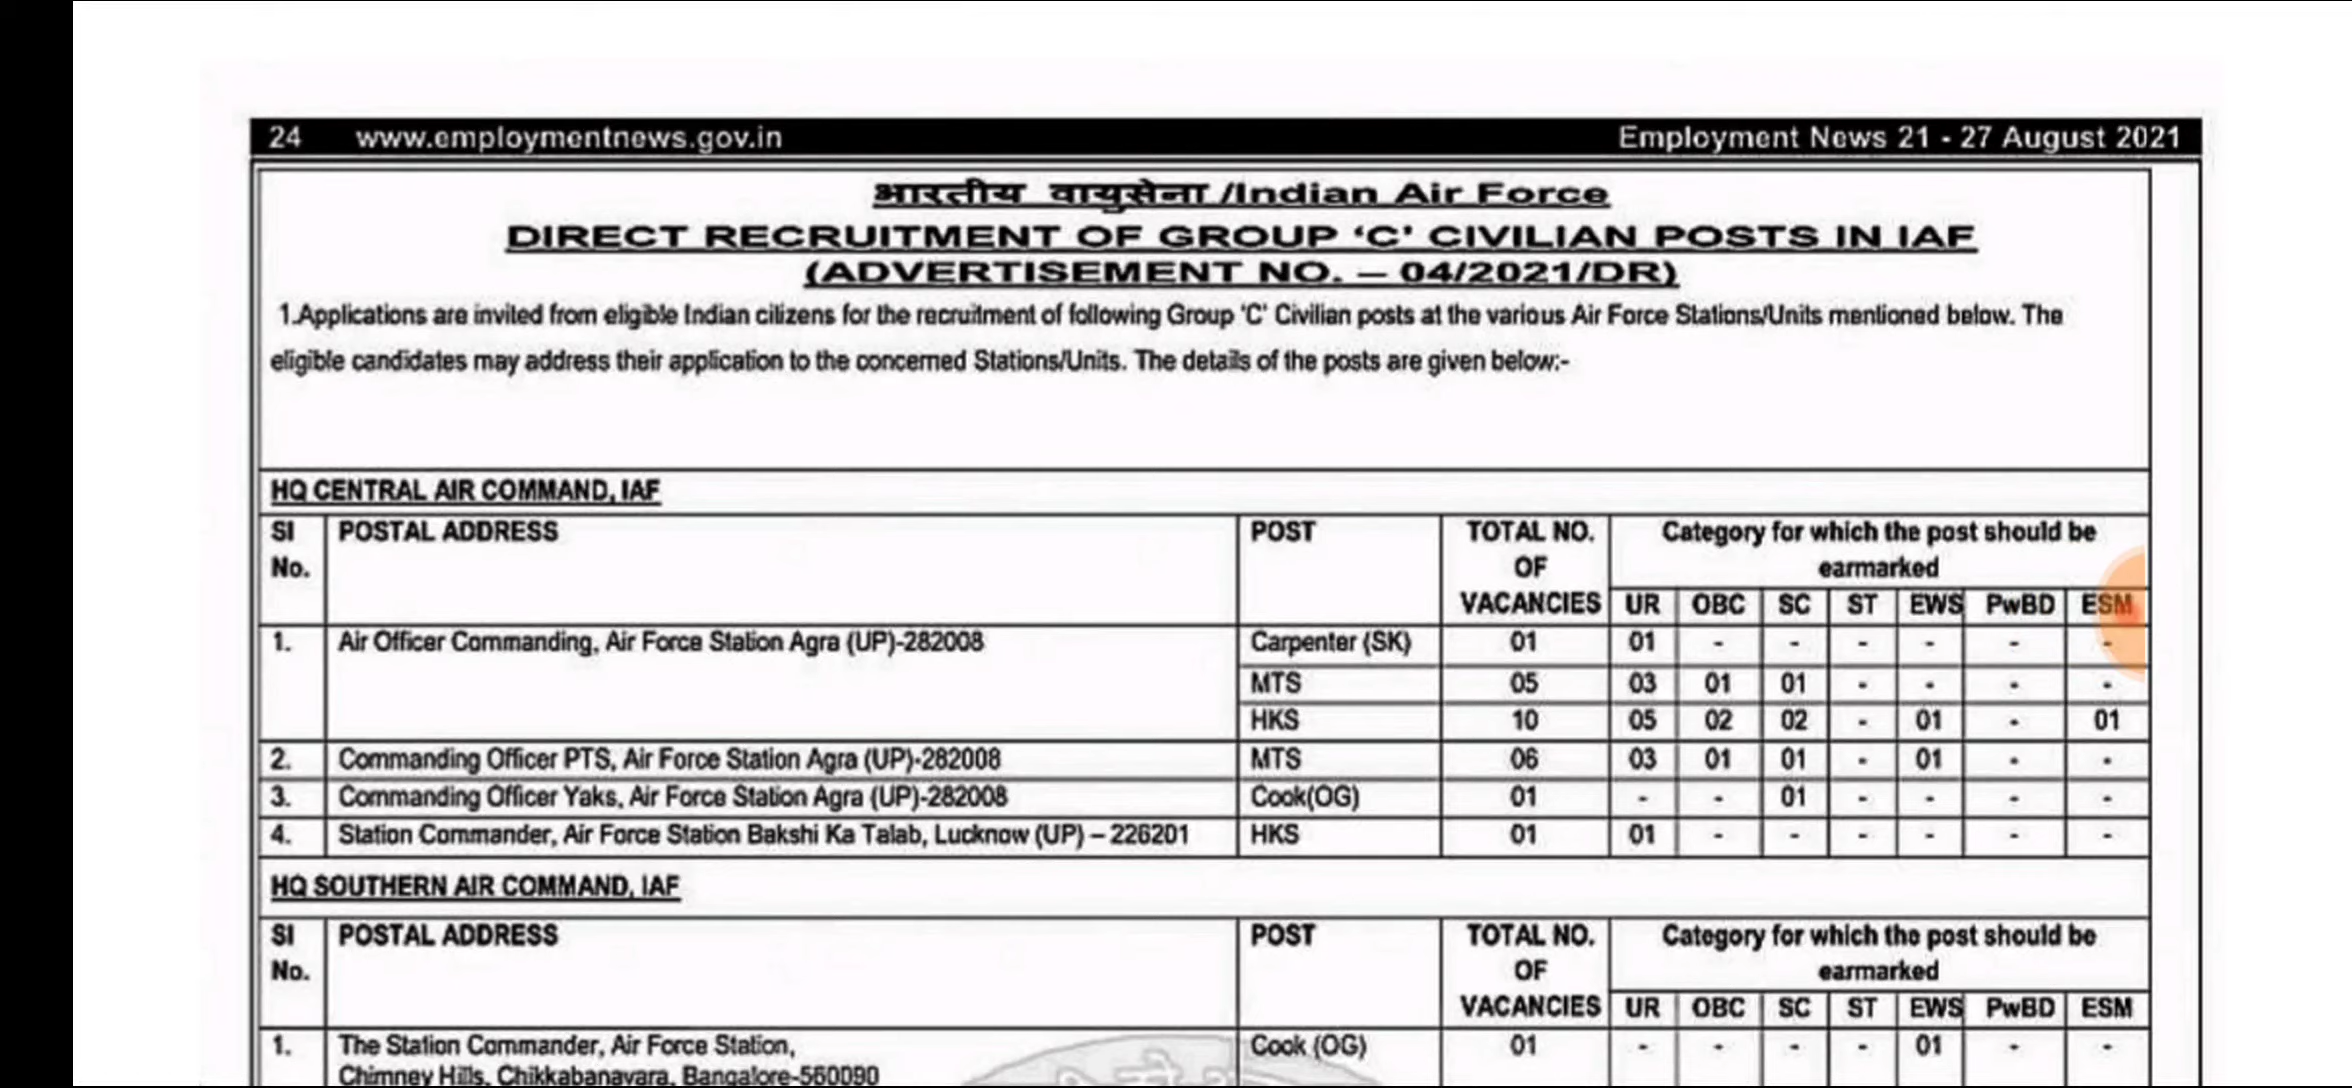 24 www.employmentnews.gov.in Employment News 21 - 27 August 2021
भारतीय वायुसेना /Indian Air Force
DIRECT RECRUITMENT OF GROUP ‘C’ CIVILIAN POSTS IN IAF
(ADVERTISEMENT NO. – 04/2021/DR)
1.Applications are invited from eligible Indian citizens for the recruitment of following Group 'C' Civilian posts at the various Air Force Stations/Units mentioned below. The
eligible candidates may address their application to the concerned Stations/Units. The details of the posts are given below:-
HQ CENTRAL AIR COMMAND, IAF
SI POSTAL ADDRESS POST TOTAL NO. Category for which the post should be
No. OF earmarked
VACANCIES UR OBC SC ST EWS PwBD ESM
1. Air Officer Commanding, Air Force Station Agra (UP)-282008 Carpenter (SK) 01 01 - - - - - -
MTS 05 03 01 01 - - - -
HKS 10 05 02 02 - 01 - 01
2. Commanding Officer PTS, Air Force Station Agra (UP)-282008 MTS 06 03 01 01 - 01 - -
3. Commanding Officer Yaks, Air Force Station Agra (UP)-282008 Cook(OG) 01 - - 01 - - - -
4. Station Commander, Air Force Station Bakshi Ka Talab, Lucknow (UP) – 226201 HKS 01 01 - - - - - -
HQ SOUTHERN AIR COMMAND, IAF
SI POSTAL ADDRESS POST TOTAL NO. Category for which the post should be
No. OF earmarked
VACANCIES UR OBC SC ST EWS PwBD ESM
1. The Station Commander, Air Force Station, Cook (OG) 01 - - - - 01 - -
Chimney Hills, Chikkabanavara, Bangalore-560090